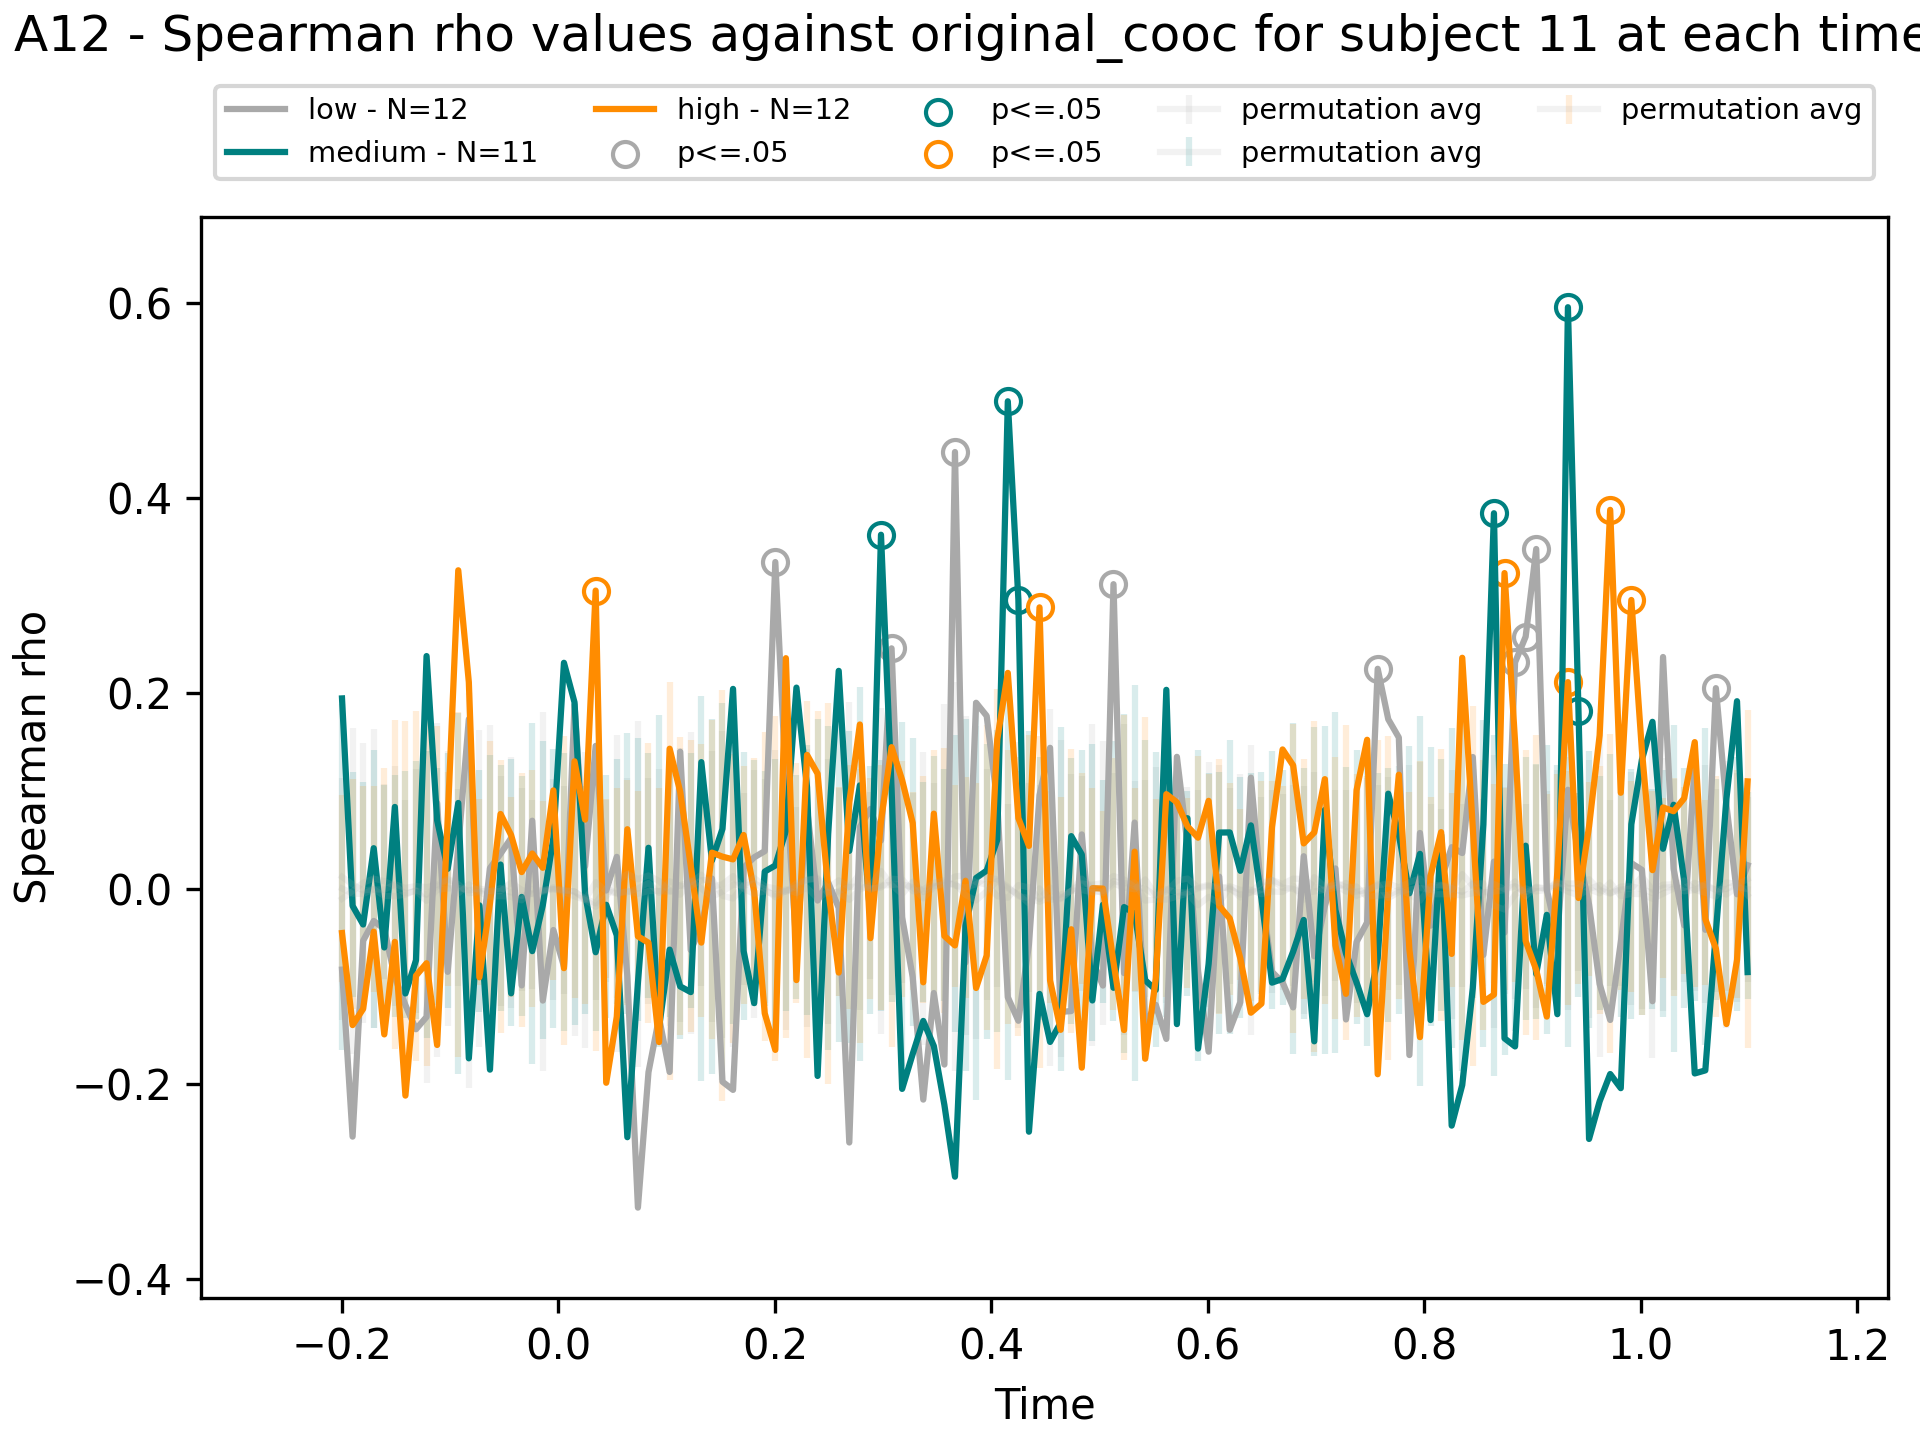 A12 - Spearman rho values against original_cooc for subject 11 at each time
low - N=12
medium - N=11
high - N=12
p<=.05
p<=.05
p<=.05
permutation avg
permutation avg
permutation avg
Spearman rho
0.6
0.4
0.2
0.0
−0.2
−0.4
−0.2
0.0
0.2
0.4
0.6
0.8
1.0
1.2
Time